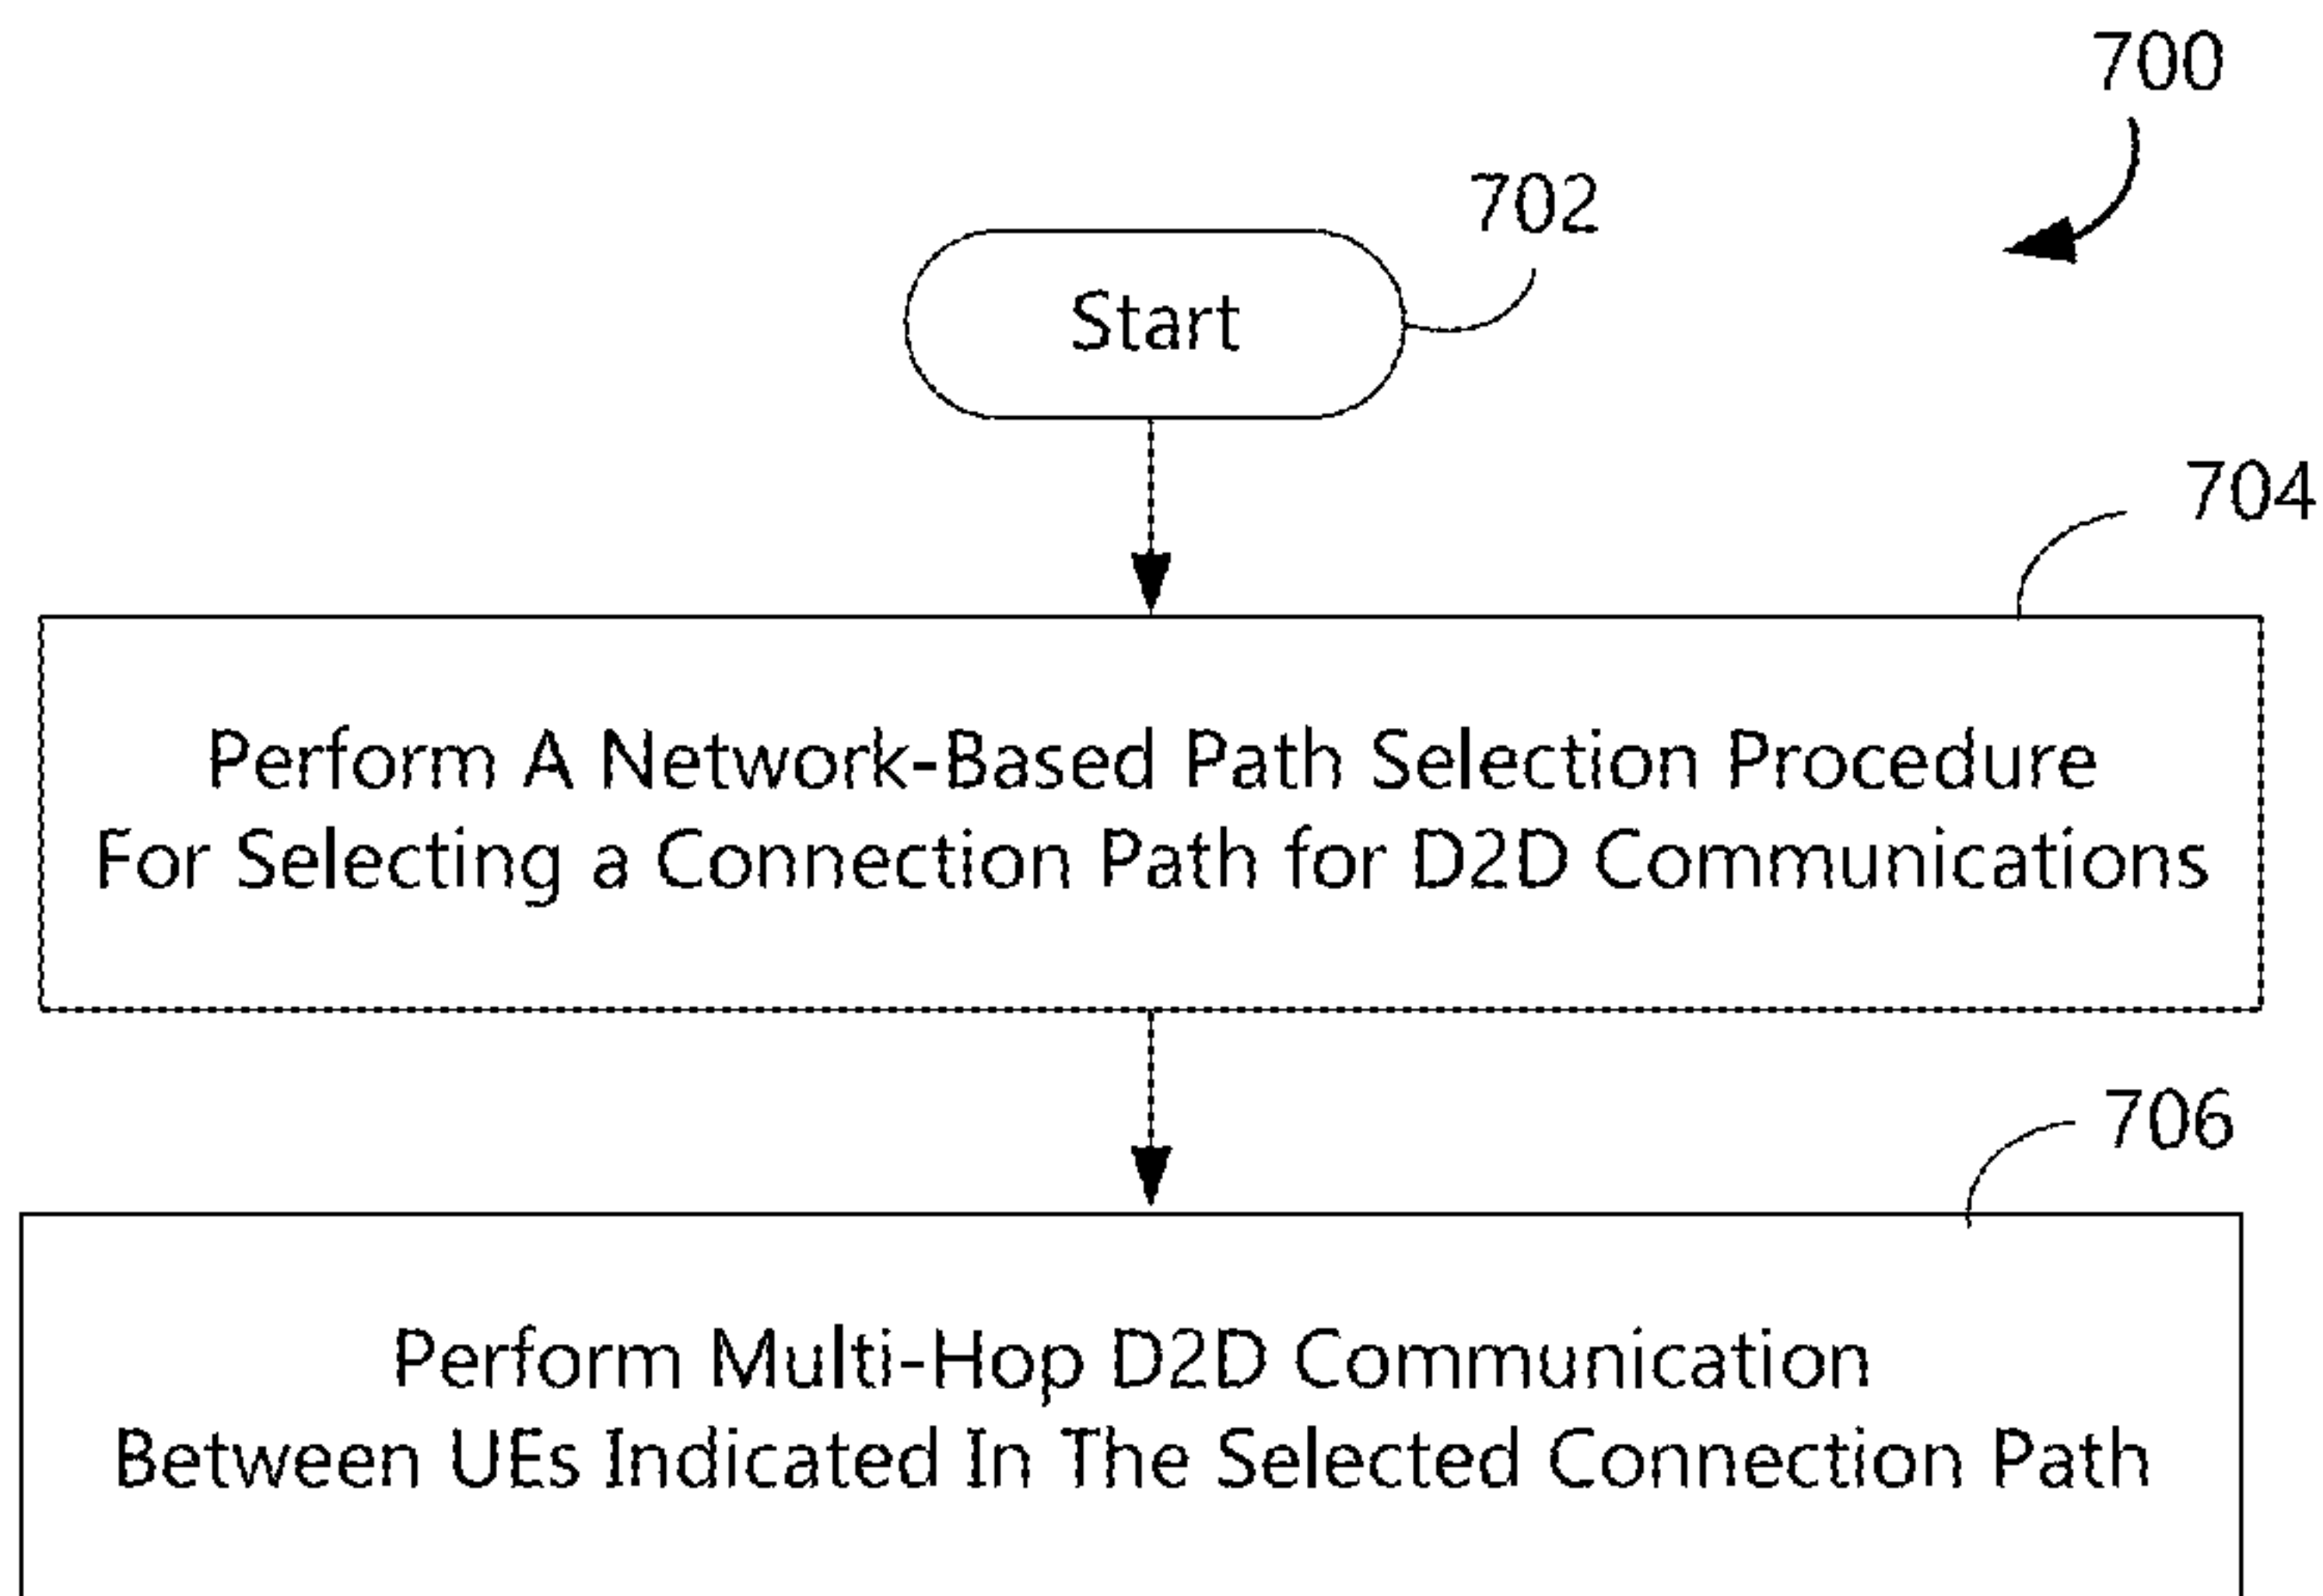 700
702
Start
704
Perform A Network-Based Path Selection Procedure
For Selecting a Connection Path for D2D Communications
706
Perform Multi-Hop D2D Communication
Between UEs Indicated In The Selected Connection Path